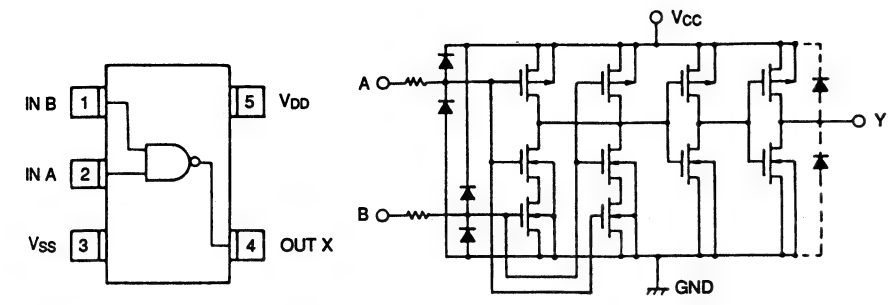 IN B 1
5 VDD
IN A 2
VSS 3
4 OUT X
VCC
A
B
Y
GND